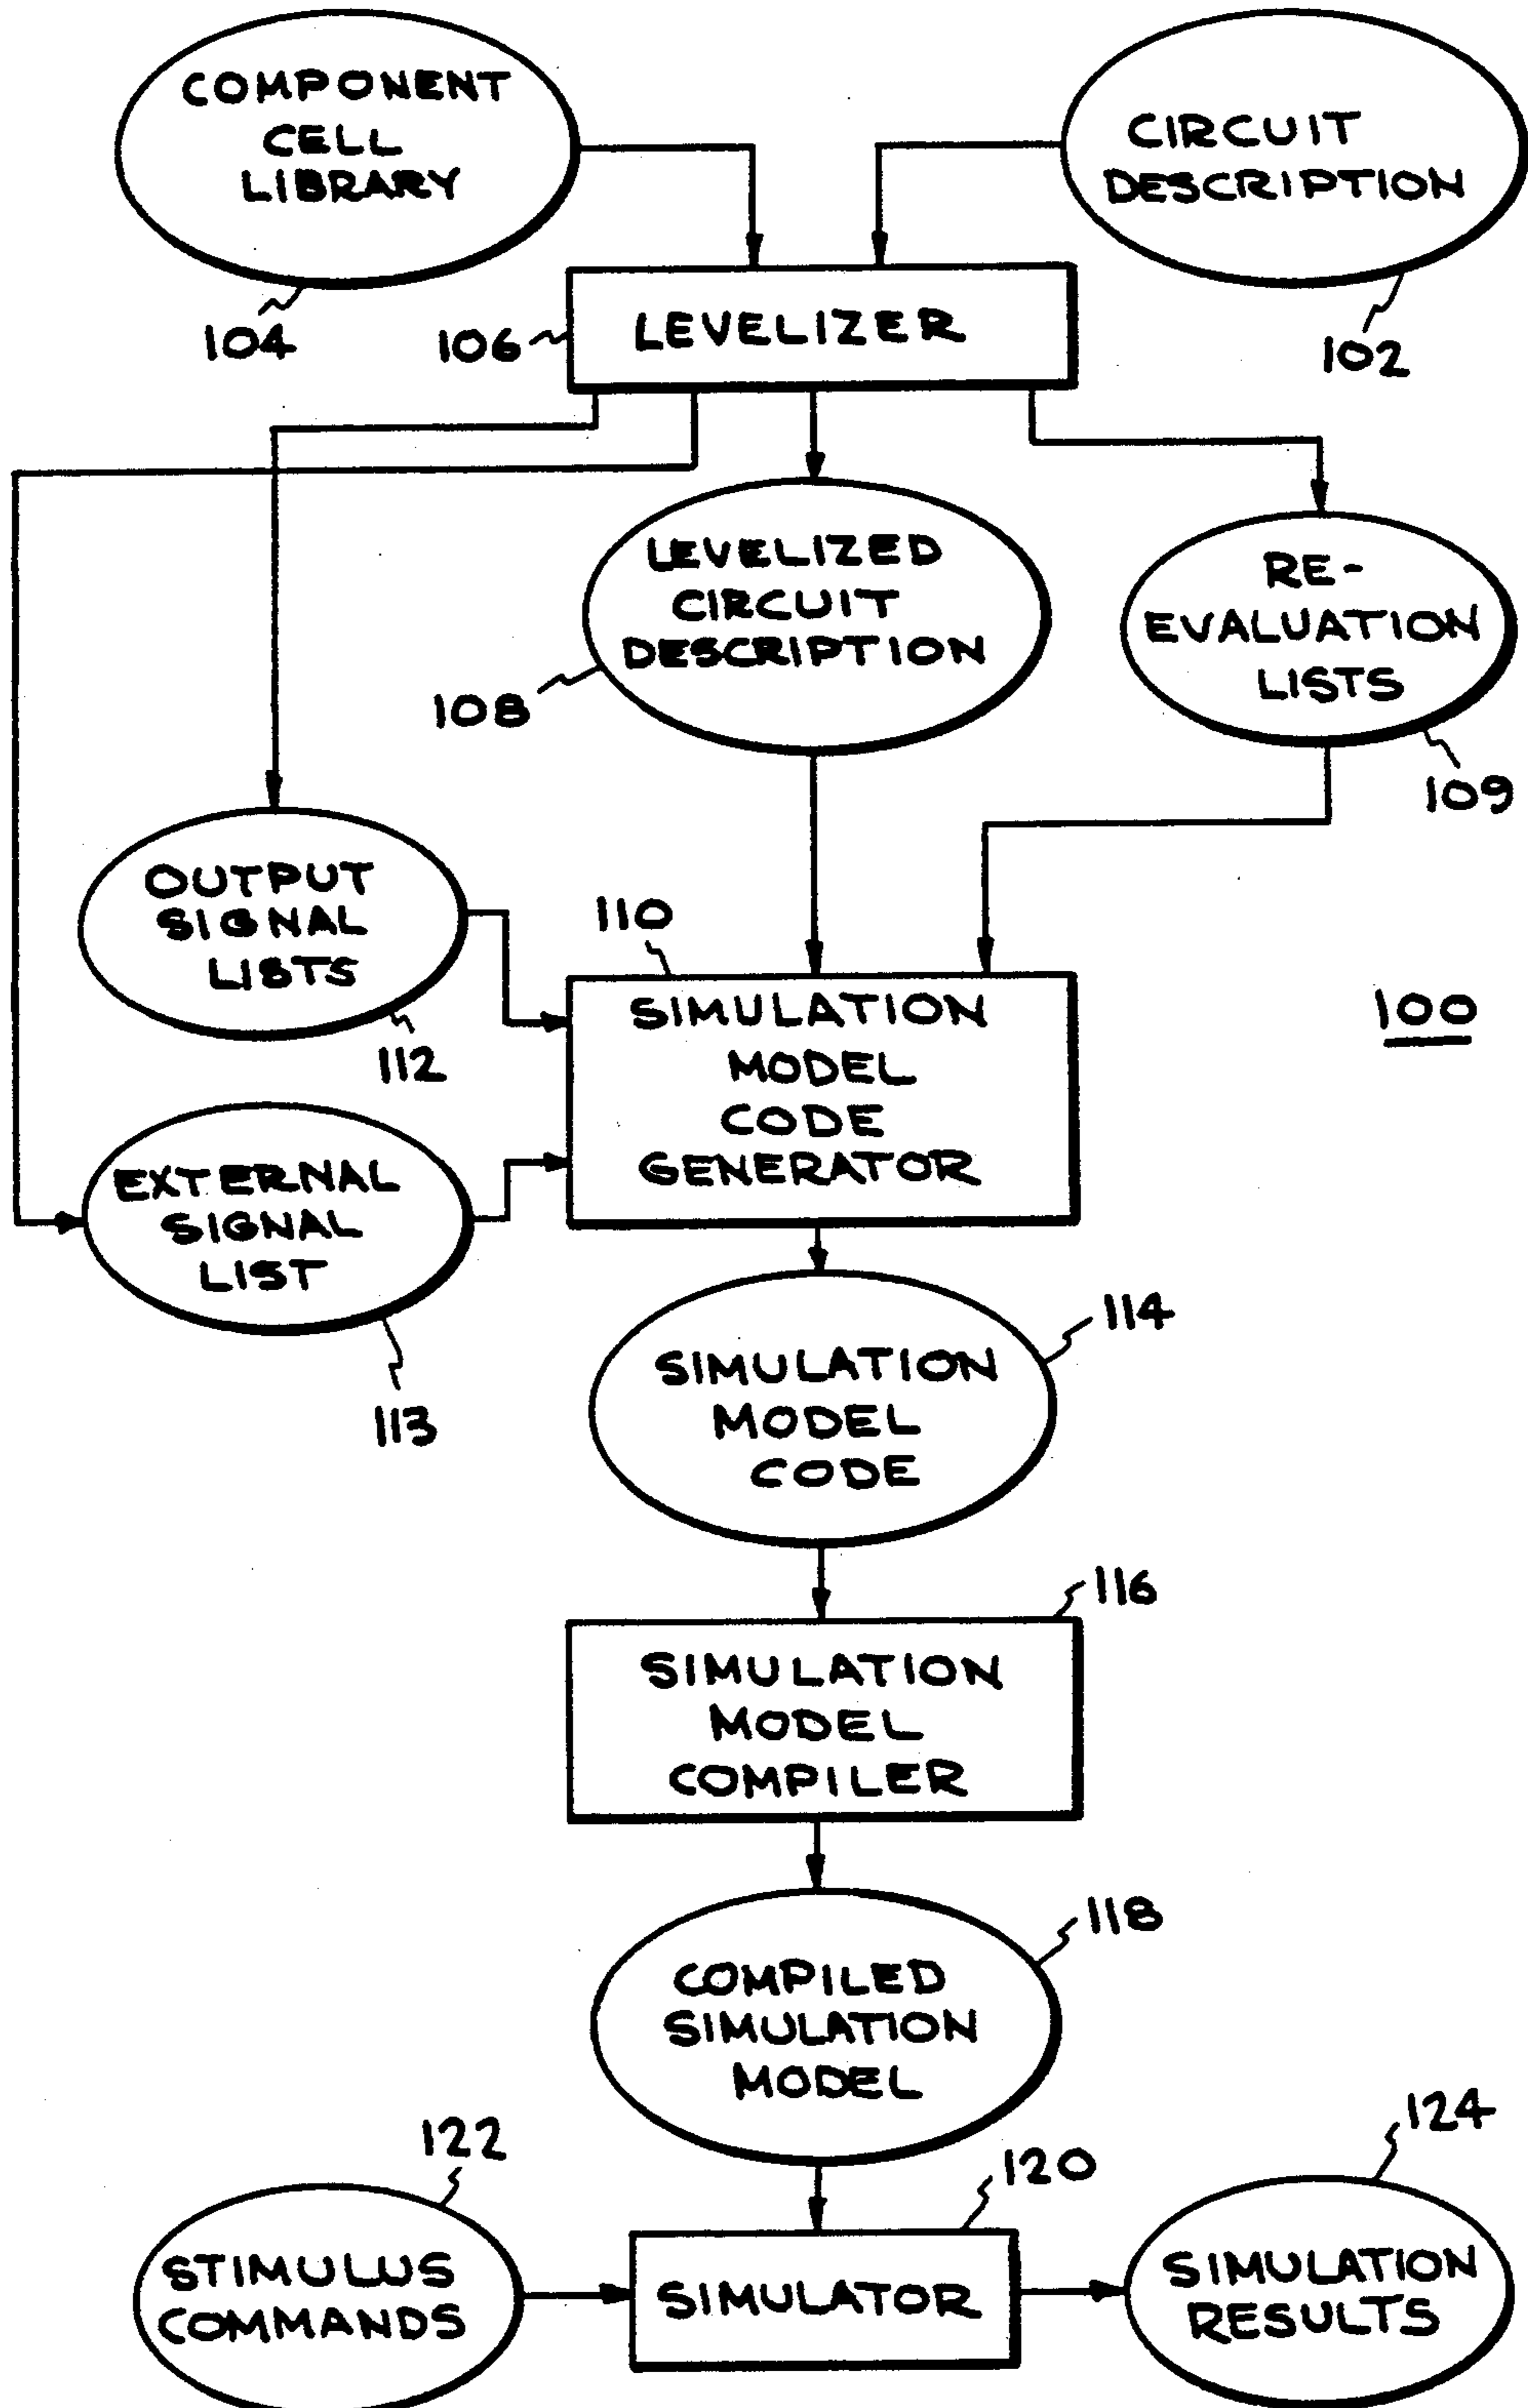 COMPONENT
CELL
LIBRARY
CIRCUIT
DESCRIPTION
104
106
LEVELIZER
102
LEVELIZED
CIRCUIT
DESCRIPTION
108
RE-
EVALUATION
LISTS
109
OUTPUT
SIGNAL
LISTS
112
110
SIMULATION
MODEL
CODE
GENERATOR
100
EXTERNAL
SIGNAL
LIST
113
114
SIMULATION
MODEL
CODE
116
SIMULATION
MODEL
COMPILER
118
COMPILED
SIMULATION
MODEL
122
STIMULUS
COMMANDS
120
SIMULATOR
124
SIMULATION
RESULTS